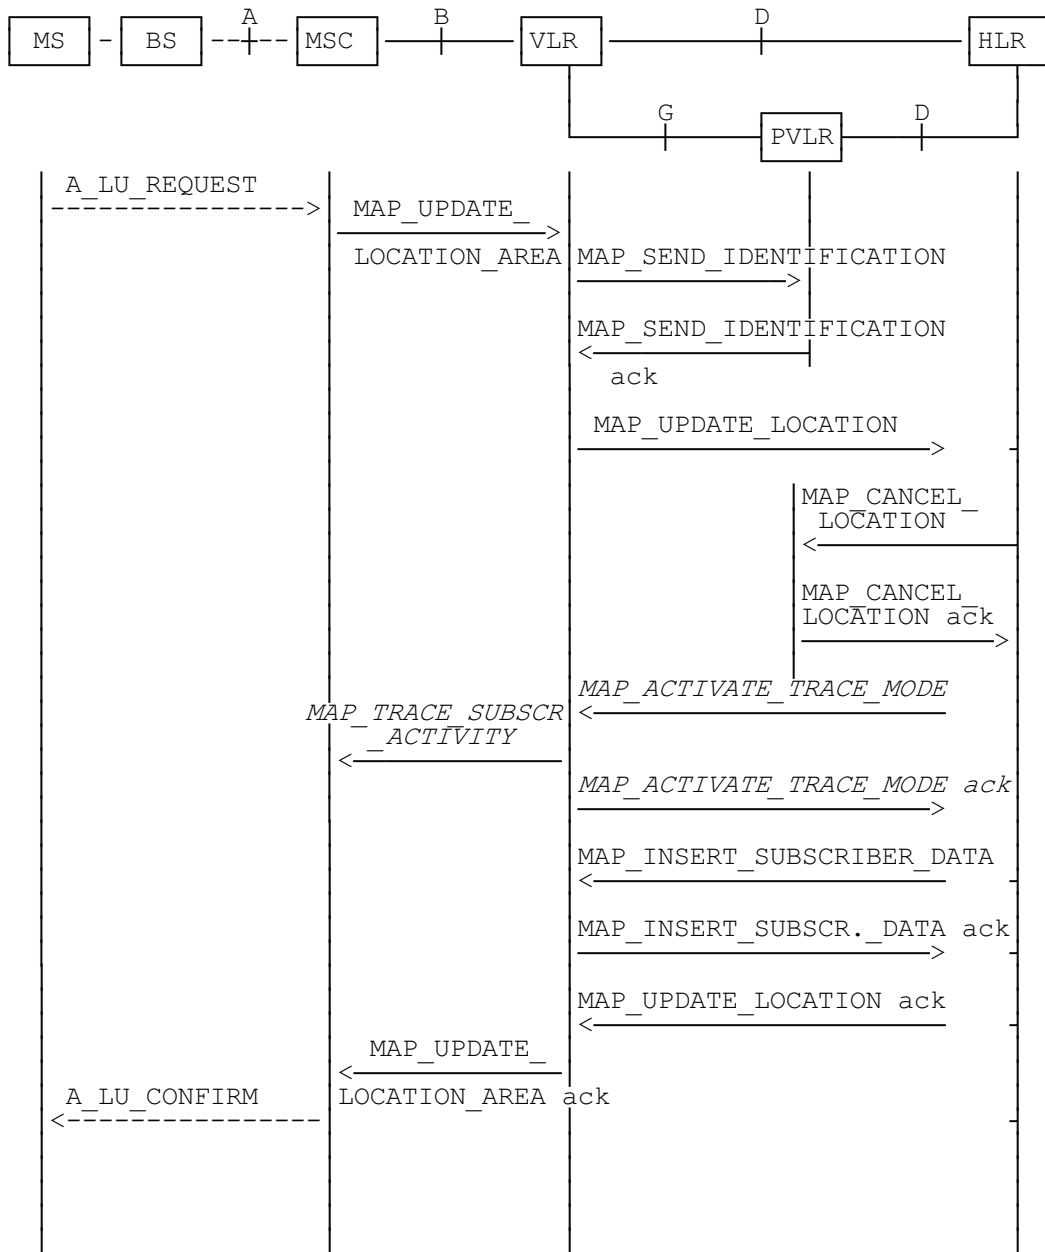 A B D
MS BS MSC VLR HLR
G D
PVLR
A_LU_REQUEST
MAP_UPDATE_
LOCATION_AREA MAP_SEND_IDENTIFICATION
MAP_SEND_IDENTIFICATION
ack
MAP_UPDATE_LOCATION
MAP_CANCEL_
LOCATION
MAP_CANCEL_
LOCATION ack
MAP_ACTIVATE_TRACE_MODE
MAP_TRACE_SUBSCR
_ACTIVITY
MAP_ACTIVATE_TRACE_MODE ack
MAP_INSERT_SUBSCRIBER_DATA
MAP_INSERT_SUBSCR._DATA ack
MAP_UPDATE_LOCATION ack
MAP_UPDATE_
A_LU_CONFIRM LOCATION_AREA ack